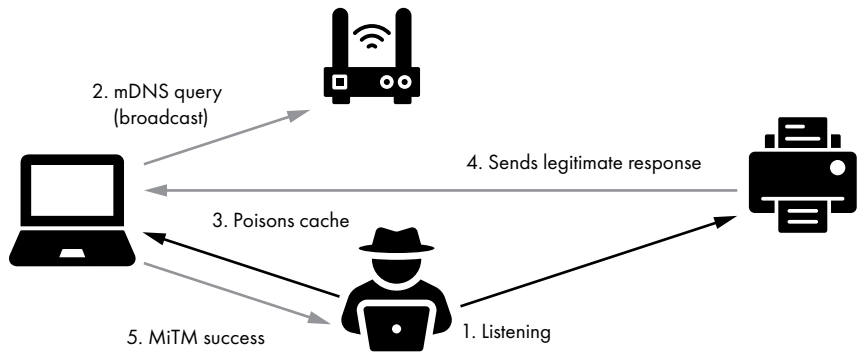 2. mDNS query
(broadcast)
4. Sends legitimate response
3. Poisons cache
1. Listening
5. MiTM success